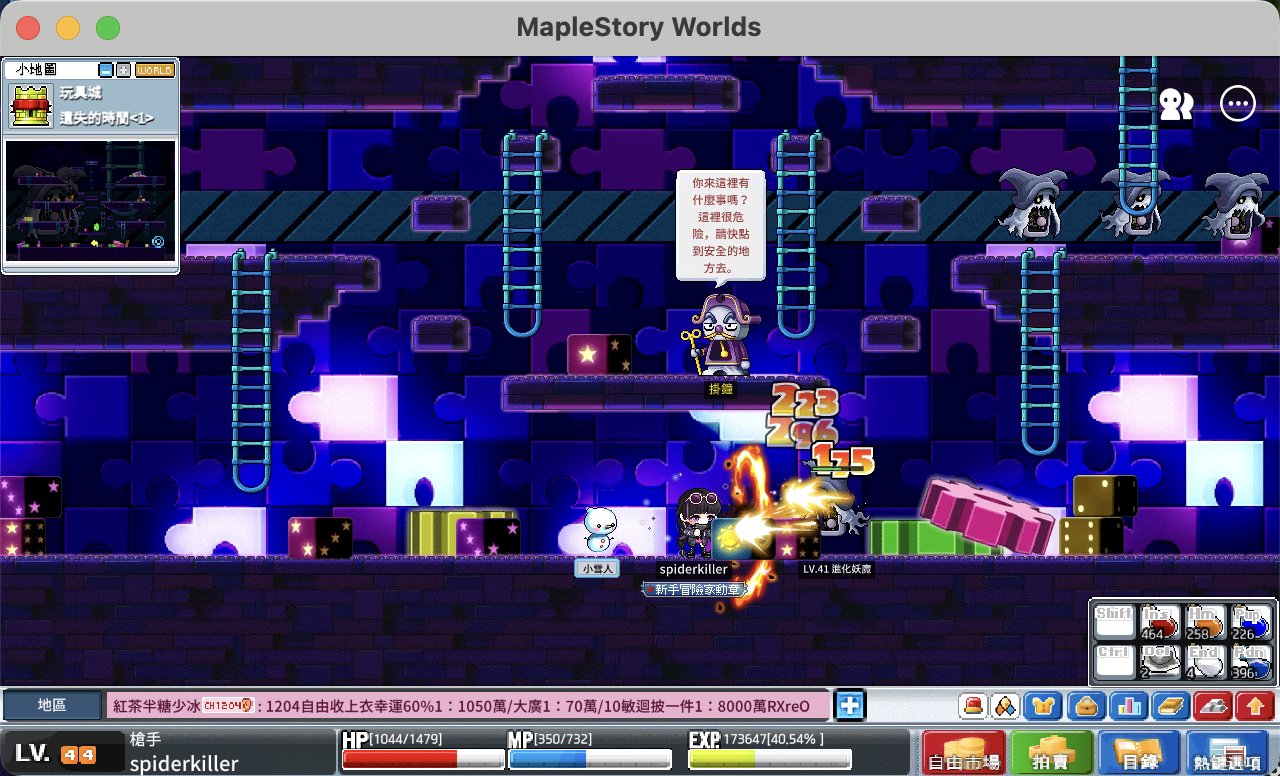 MapleStory Worlds
小地圖
WORLD
玩具城
遺失的時間<1>
你來這裡有
什麼事嗎？
這裡很危
險，請快點
到安全的地
方去。
掛鐘
223
296
175
小雪人
spiderkiller
新手冒險家勳章
LV.41 進化妖魔
Shift
Ins
464
Hm
258
Pup
226
Ctrl
Del
2
End
4
Pdn
396
地區
紅茶半糖少冰 CH1204 : 1204自由收上衣幸運60%1：1050萬/大廣1：70萬/10敏迴披一件1：8000萬RXreO
LV. 44
槍手
spiderkiller
HP[1044/1479]
MP[350/732]
EXP. 173647[40.54% ]
自由市場
拍賣
目錄
熱鍵選項